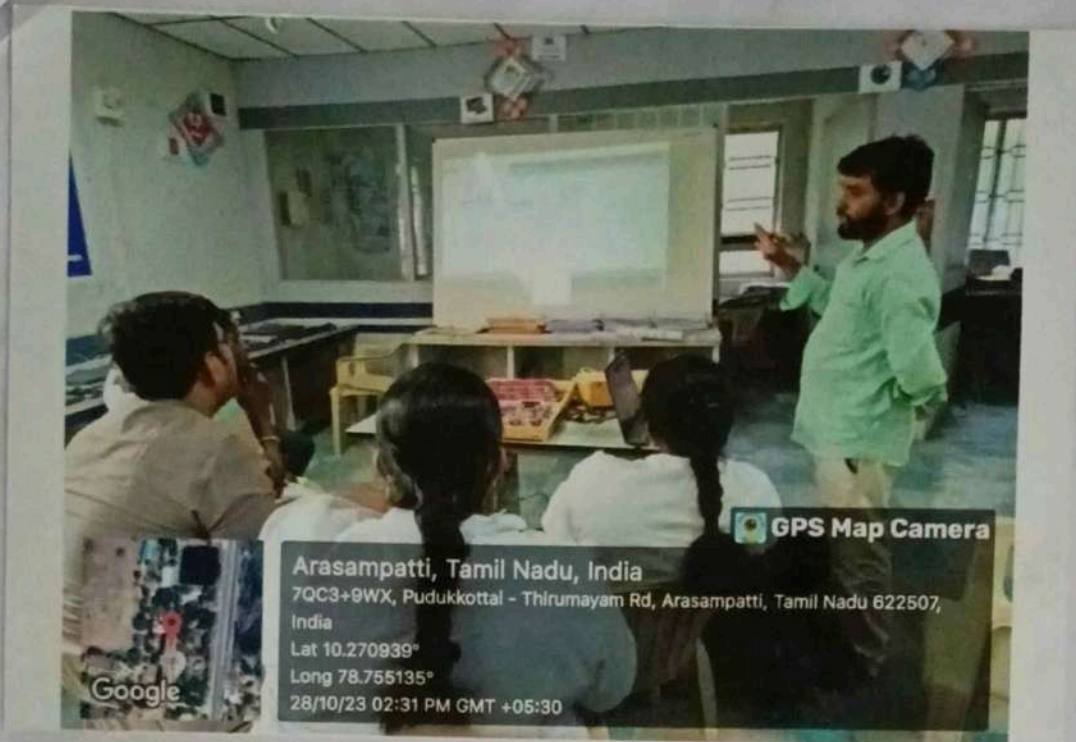 GPS Map Camera
Arasampatti, Tamil Nadu, India
7QC3+9WX, Pudukkottai - Thirumayam Rd, Arasampatti, Tamil Nadu 622507,
India
Lat 10.270939°
Long 78.755135°
28/10/23 02:31 PM GMT +05:30
Google